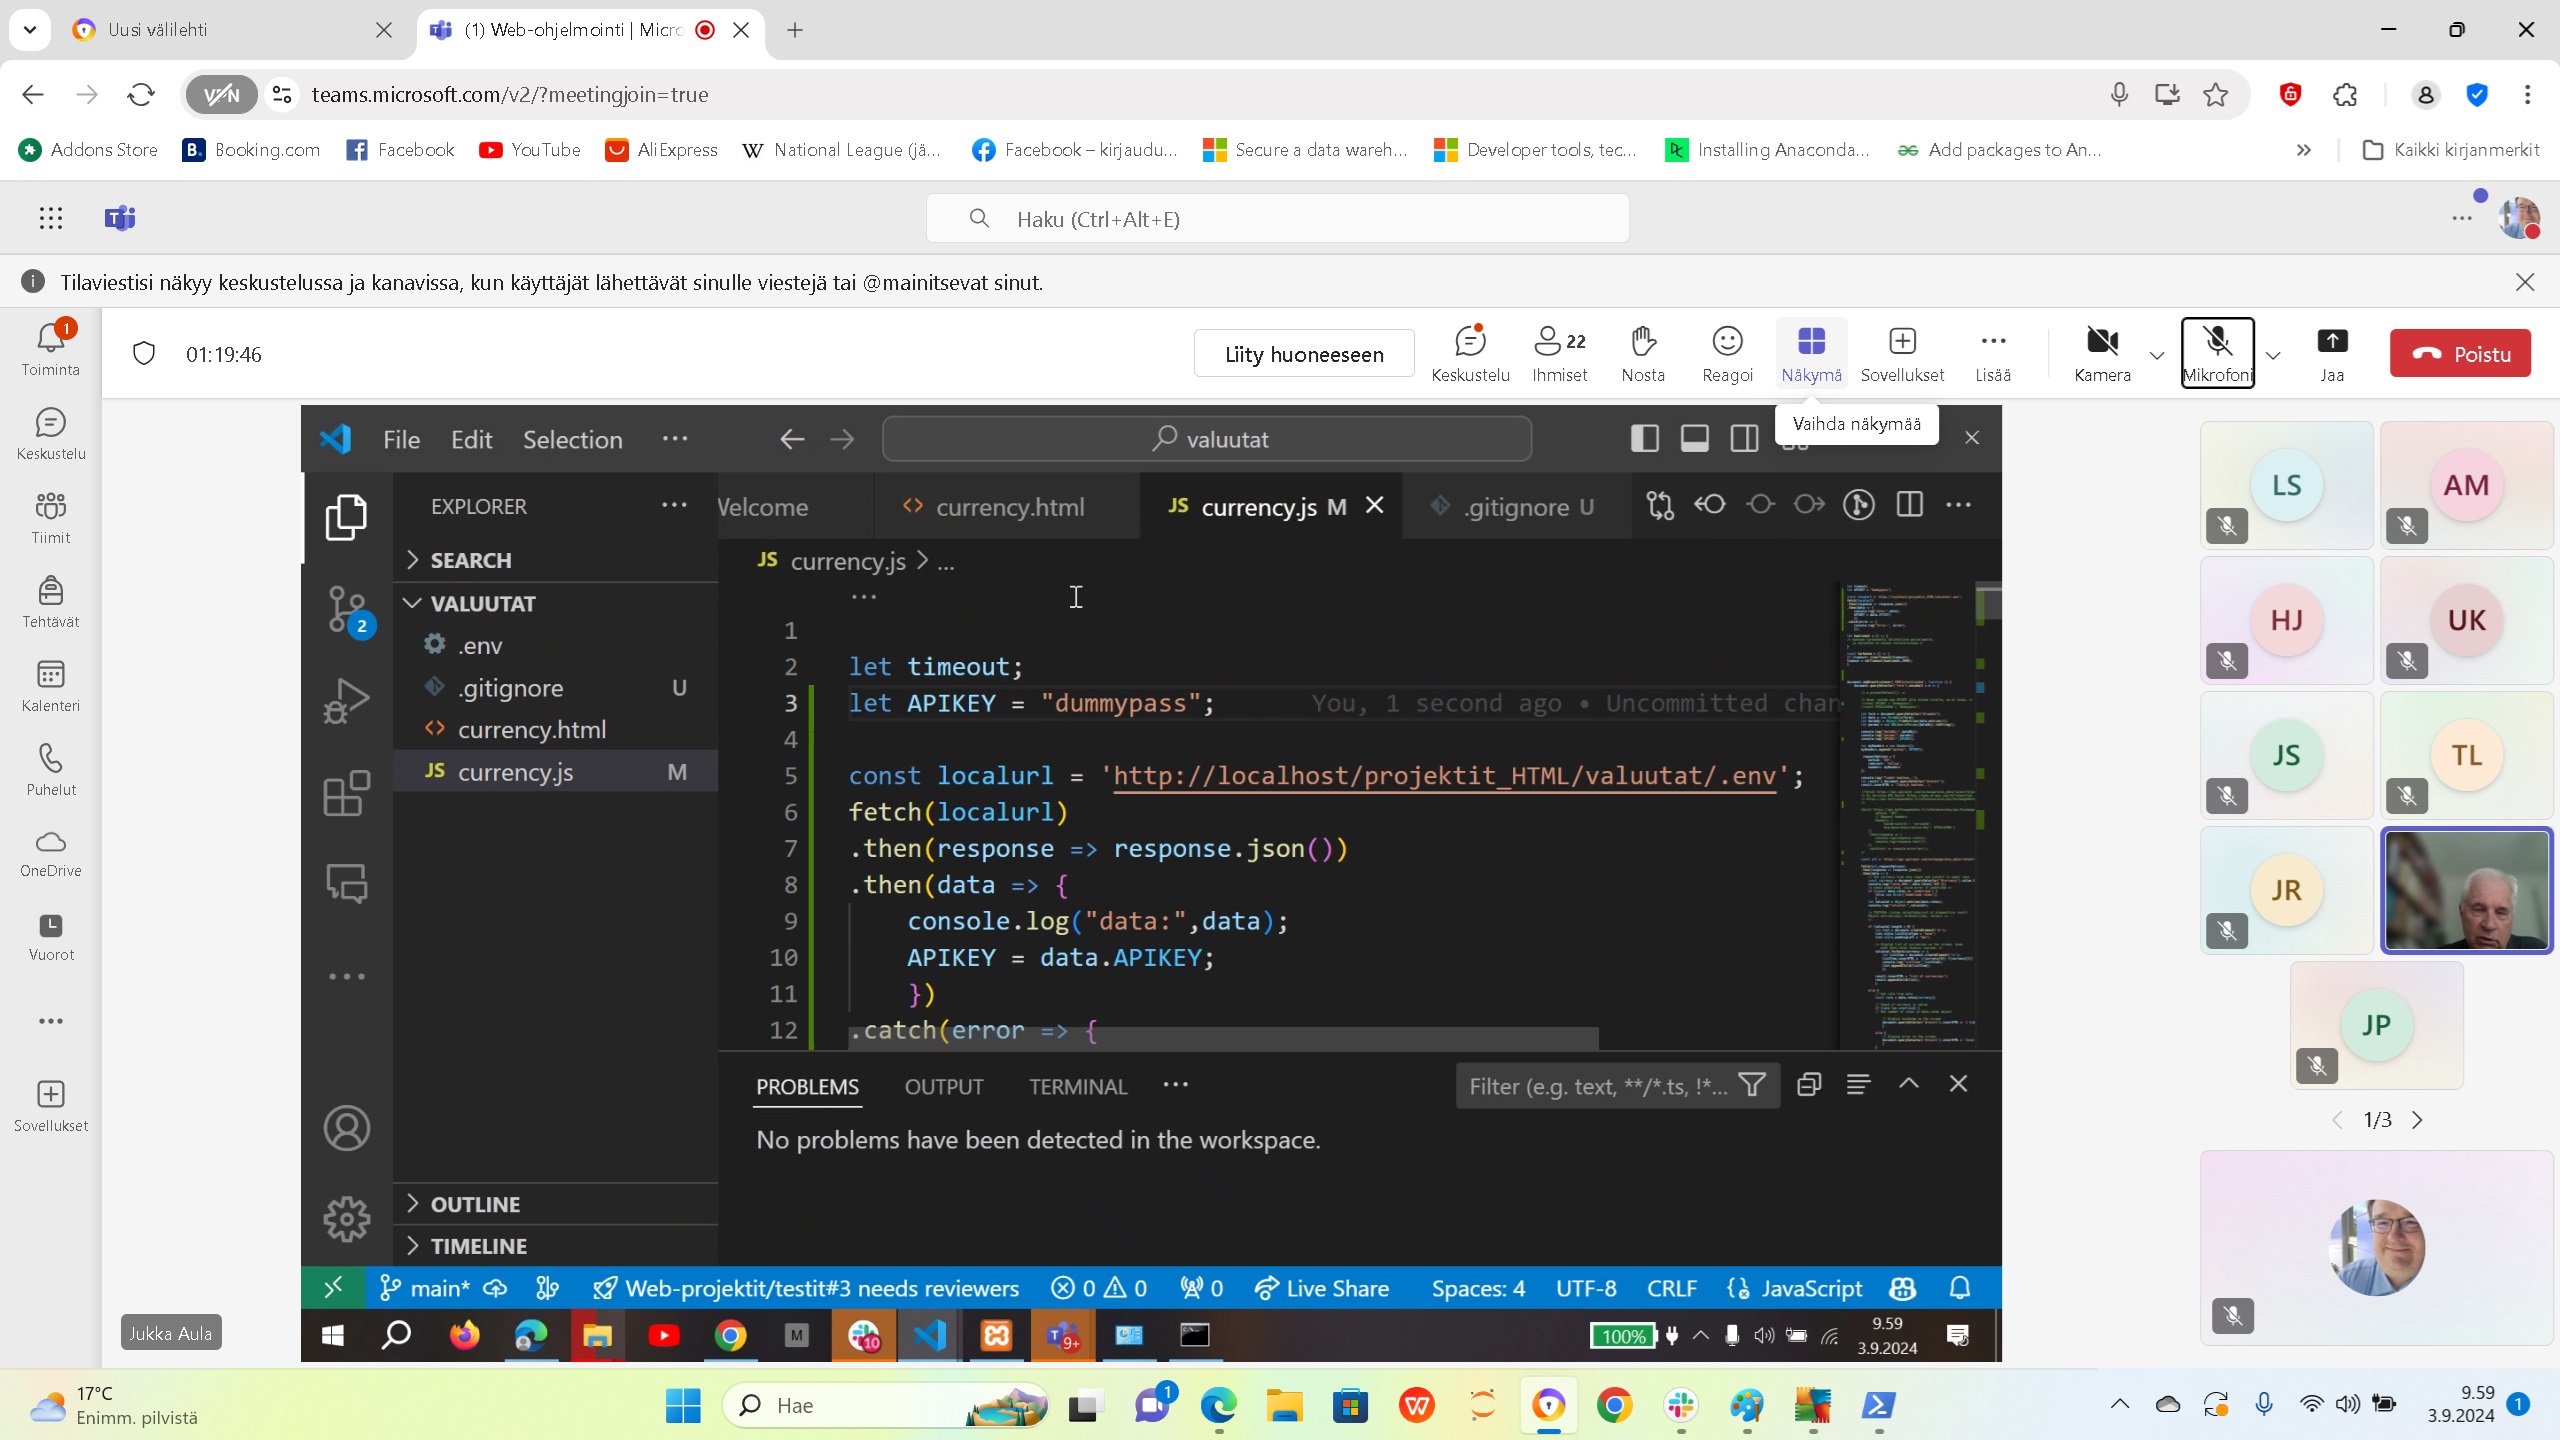 Uusi välilehti
(1) Web-ohjelmointi | Micro
VPN
teams.microsoft.com/v2/?meetingjoin=true
Addons Store
Booking.com
Facebook
YouTube
AliExpress
National League (jä...
Facebook – kirjaudu...
Secure a data wareh...
Developer tools, tec...
Installing Anaconda...
Add packages to An...
Kaikki kirjanmerkit
Haku (Ctrl+Alt+E)
Tilaviestisi näkyy keskustelussa ja kanavissa, kun käyttäjät lähettävät sinulle viestejä tai @mainitsevat sinut.
1
Toiminta
Keskustelu
Tiimit
Tehtävät
Kalenteri
Puhelut
OneDrive
Vuorot
Sovellukset
01:19:46
Liity huoneeseen
Keskustelu
22
Ihmiset
Nosta
Reagoi
Näkymä
Sovellukset
Lisää
Kamera
Mikrofoni
Jaa
Poistu
Vaihda näkymää
File Edit Selection ...
valuutat
EXPLORER
SEARCH
VALUUTAT
.env
.gitignore U
currency.html
JS currency.js M
2
OUTLINE
TIMELINE
Welcome
currency.html
JS currency.js M
.gitignore U
JS currency.js > ...
1
2 let timeout;
3 let APIKEY = "dummypass"; You, 1 second ago • Uncommitted chan
4
5 const localurl = 'http://localhost/projektit_HTML/valuutat/.env';
6 fetch(localurl)
7 .then(response => response.json())
8 .then(data => {
9 console.log("data:",data);
10 APIKEY = data.APIKEY;
11 })
12 .catch(error => {
PROBLEMS OUTPUT TERMINAL ...
Filter (e.g. text, **/*.ts, !*...
No problems have been detected in the workspace.
main*
Web-projektit/testit#3 needs reviewers
0 0
0
Live Share
Spaces: 4
UTF-8
CRLF
JavaScript
M
10
9+
100%
9.59
3.9.2024
Jukka Aula
LS
AM
HJ
UK
JS
TL
JR
JP
1/3
17°C
Enimm. pilvistä
Hae
1
9.59
3.9.2024
1